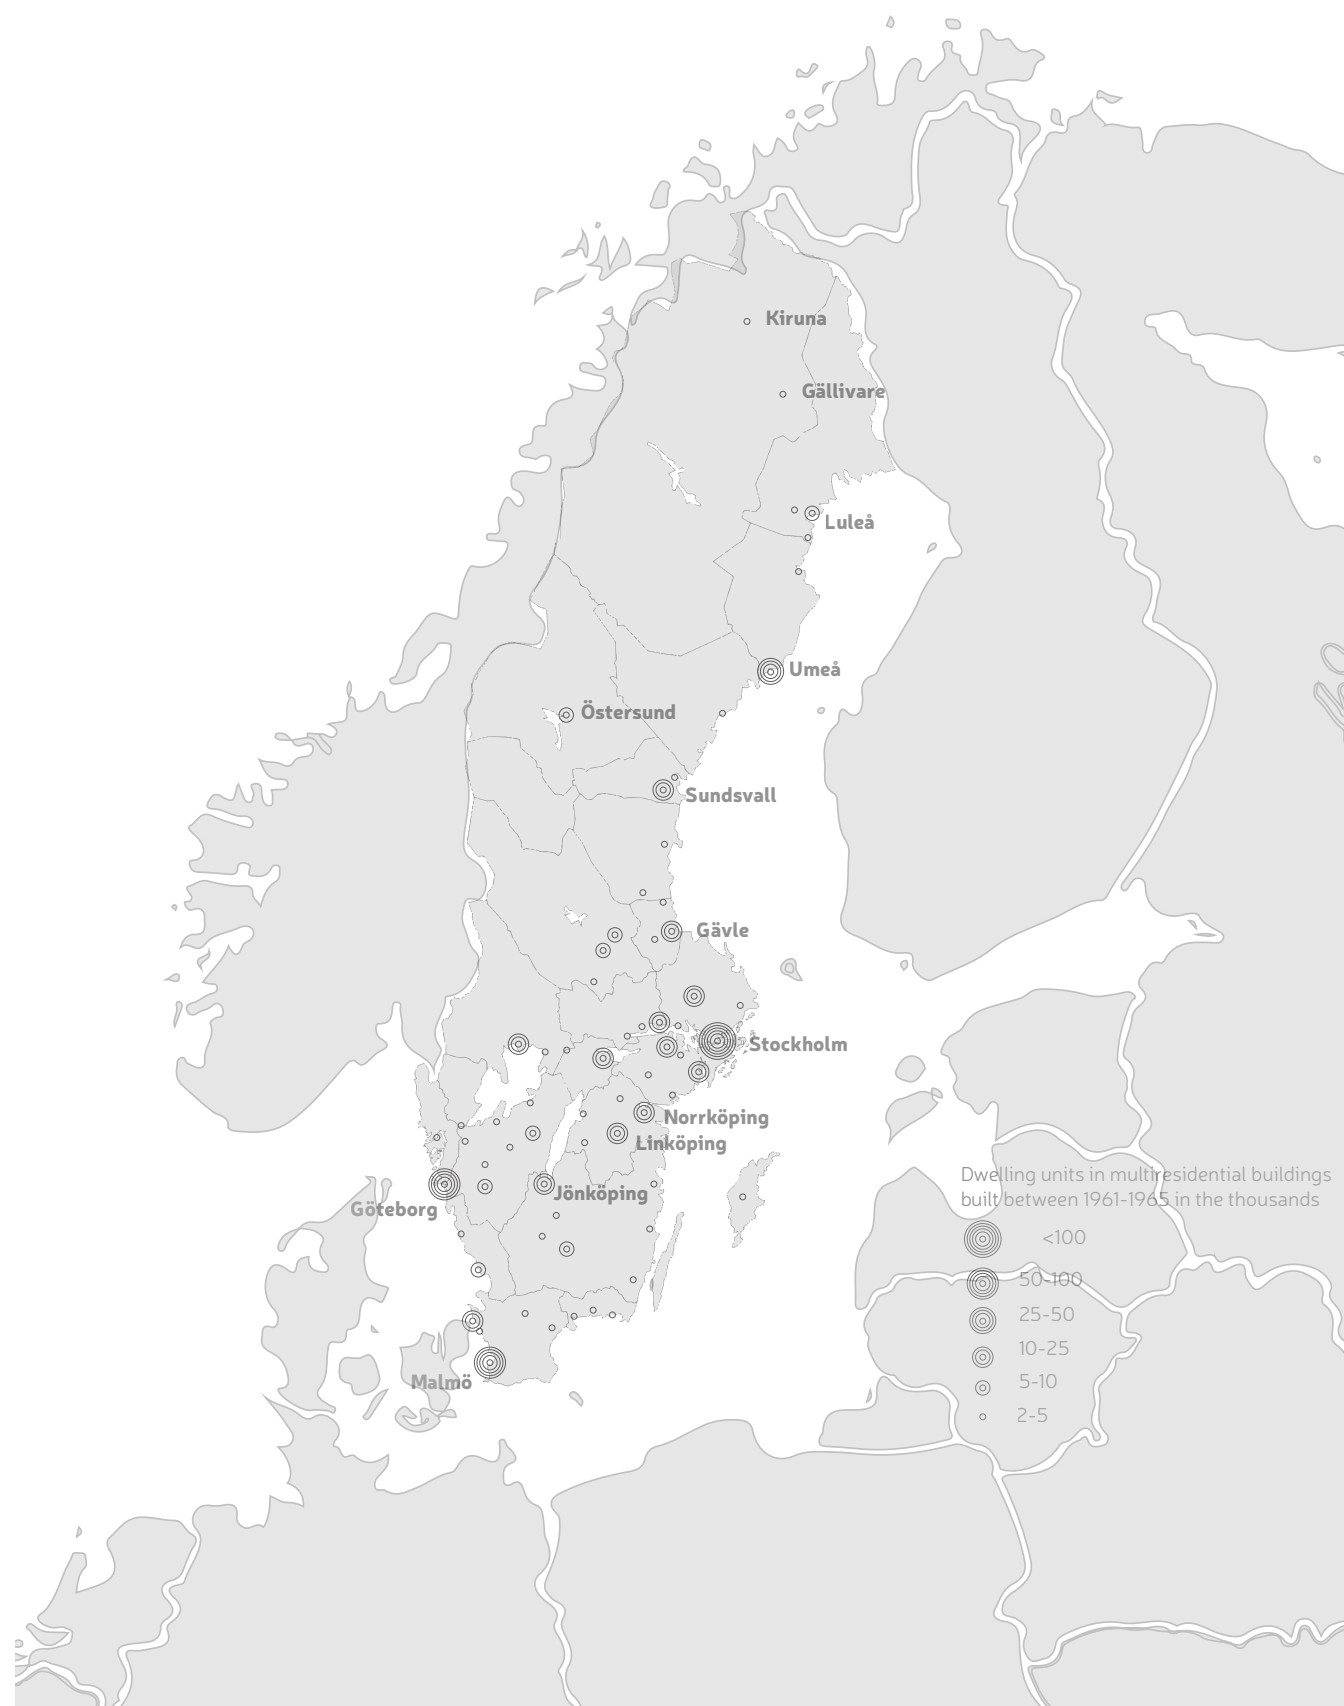 Kiruna
Gällivare
Luleå
Umeå
Östersund
Sundsvall
Gävle
Stockholm
Norrköping
Linköping
Jönköping
Göteborg
Malmö
Dwelling units in multiresidential buildings
built between 1961-1965 in the thousands
<100
50-100
25-50
10-25
5-10
2-5